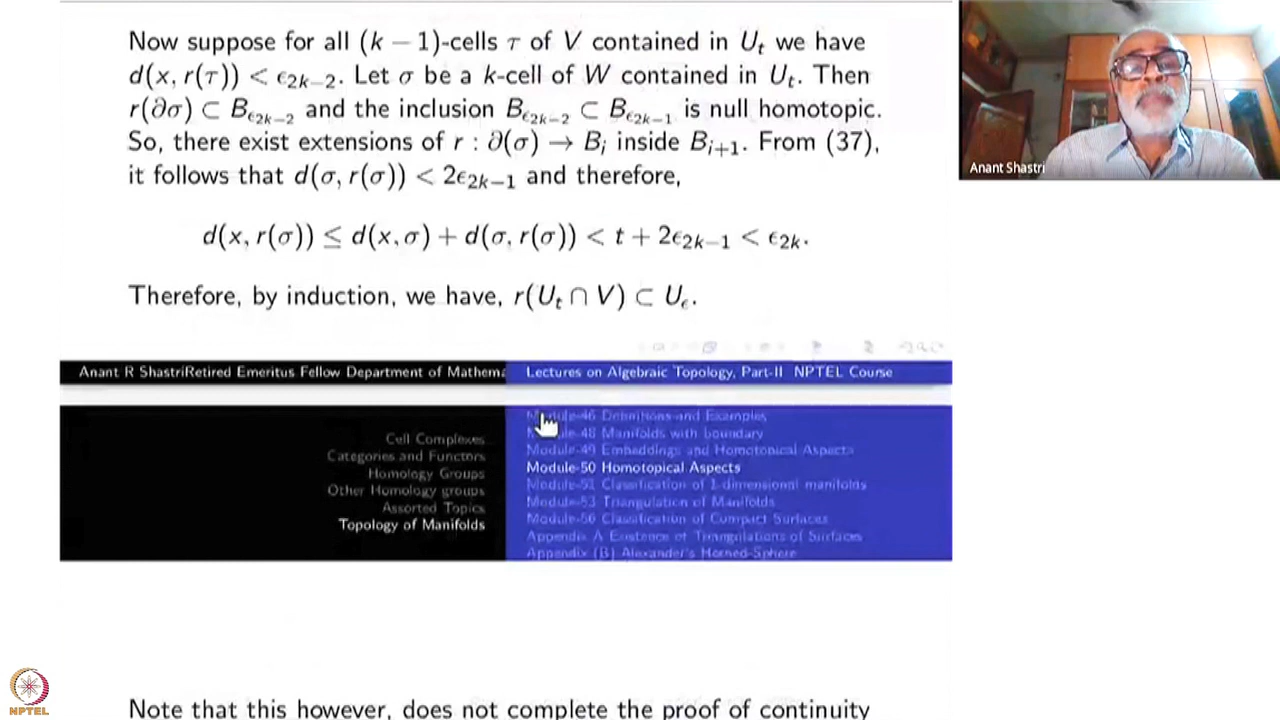 Now suppose for all (k − 1)-cells τ of V contained in U_t we have
d(x, r(τ)) < ϵ_{2k−2}. Let σ be a k-cell of W contained in U_t. Then
r(∂σ) ⊂ B_{ϵ_{2k−2}} and the inclusion B_{ϵ_{2k−2}} ⊂ B_{ϵ_{2k−1}} is null homotopic.
So, there exist extensions of r : ∂(σ) → B_i inside B_{i+1}. From (37),
it follows that d(σ, r(σ)) < 2ϵ_{2k−1} and therefore,
d(x, r(σ)) ≤ d(x, σ) + d(σ, r(σ)) < t + 2ϵ_{2k−1} < ϵ_{2k}.
Therefore, by induction, we have, r(U_t ∩ V) ⊂ U_ϵ.
Anant R ShastriRetired Emeritus Fellow Department of Mathema
Lectures on Algebraic Topology, Part-II NPTEL Course
Cell Complexes
Categories and Functors
Homology Groups
Other Homology groups
Assorted Topics
Topology of Manifolds
Definitions and Examples
Manifolds with boundary
Module-49 Embeddings and Homotopical Aspects
Module-50 Homotopical Aspects
Module-51 Classification of 1-dimensional manifolds
Module-53 Triangulation of Manifolds
Module-56 Classification of Compact Surfaces
Appendix A Existence of Triangulations of Surfaces
Appendix (B) Alexander's Horned-Sphere
Note that this however, does not complete the proof of continuity
Anant Shastri
NPTEL